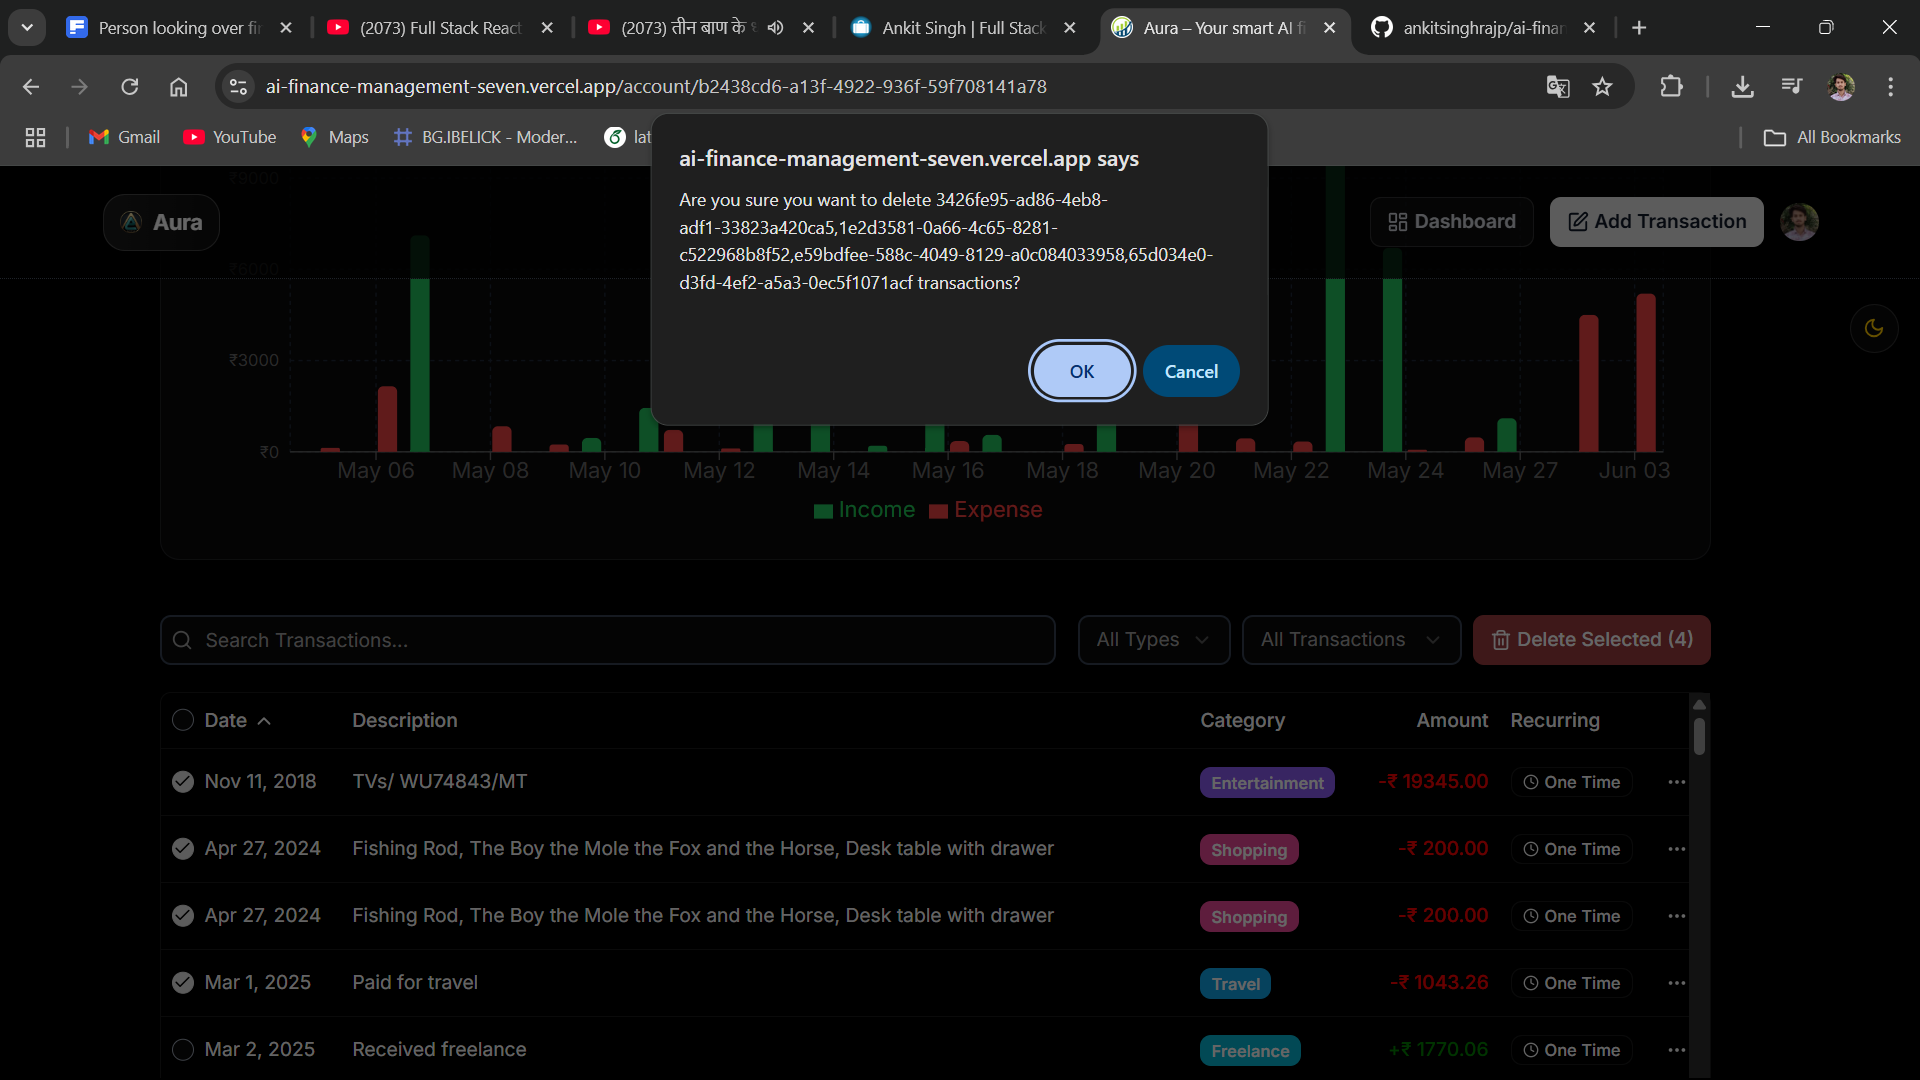 Person looking over fi
(2073) Full Stack React
(2073) तीन बाण के
Ankit Singh | Full Stack
Aura – Your smart AI fi
ankitsinghrajp/ai-finan
ai-finance-management-seven.vercel.app/account/b2438cd6-a13f-4922-936f-59f708141a78
Gmail
YouTube
Maps
BG.IBELICK - Moder...
lat
All Bookmarks
ai-finance-management-seven.vercel.app says
Are you sure you want to delete 3426fe95-ad86-4eb8-
adf1-33823a420ca5,1e2d3581-0a66-4c65-8281-
c522968b8f52,e59bdfee-588c-4049-8129-a0c084033958,65d034e0-
d3fd-4ef2-a5a3-0ec5f1071acf transactions?
OK
Cancel
Aura
Dashboard
Add Transaction
₹9000
₹6000
₹3000
₹0
May 06 May 08 May 10 May 12 May 14 May 16 May 18 May 20 May 22 May 24 May 27 Jun 03
Income Expense
Search Transactions...
All Types
All Transactions
Delete Selected (4)
Date Description Category Amount Recurring
Nov 11, 2018 TVs/ WU74843/MT Entertainment -₹ 19345.00 One Time ...
Apr 27, 2024 Fishing Rod, The Boy the Mole the Fox and the Horse, Desk table with drawer Shopping -₹ 200.00 One Time ...
Apr 27, 2024 Fishing Rod, The Boy the Mole the Fox and the Horse, Desk table with drawer Shopping -₹ 200.00 One Time ...
Mar 1, 2025 Paid for travel Travel -₹ 1043.26 One Time ...
Mar 2, 2025 Received freelance Freelance +₹ 1770.06 One Time ...